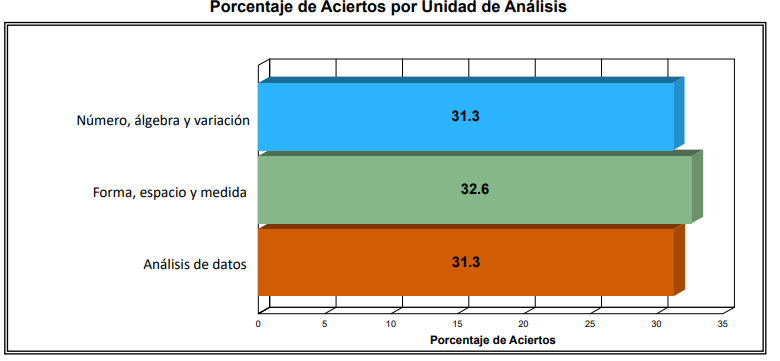 Porcentaje de Aciertos por Unidad de Análisis
Número, álgebra y variación
31.3
Forma, espacio y medida
32.6
Análisis de datos
31.3
0 5 10 15 20 25 30 35
Porcentaje de Aciertos